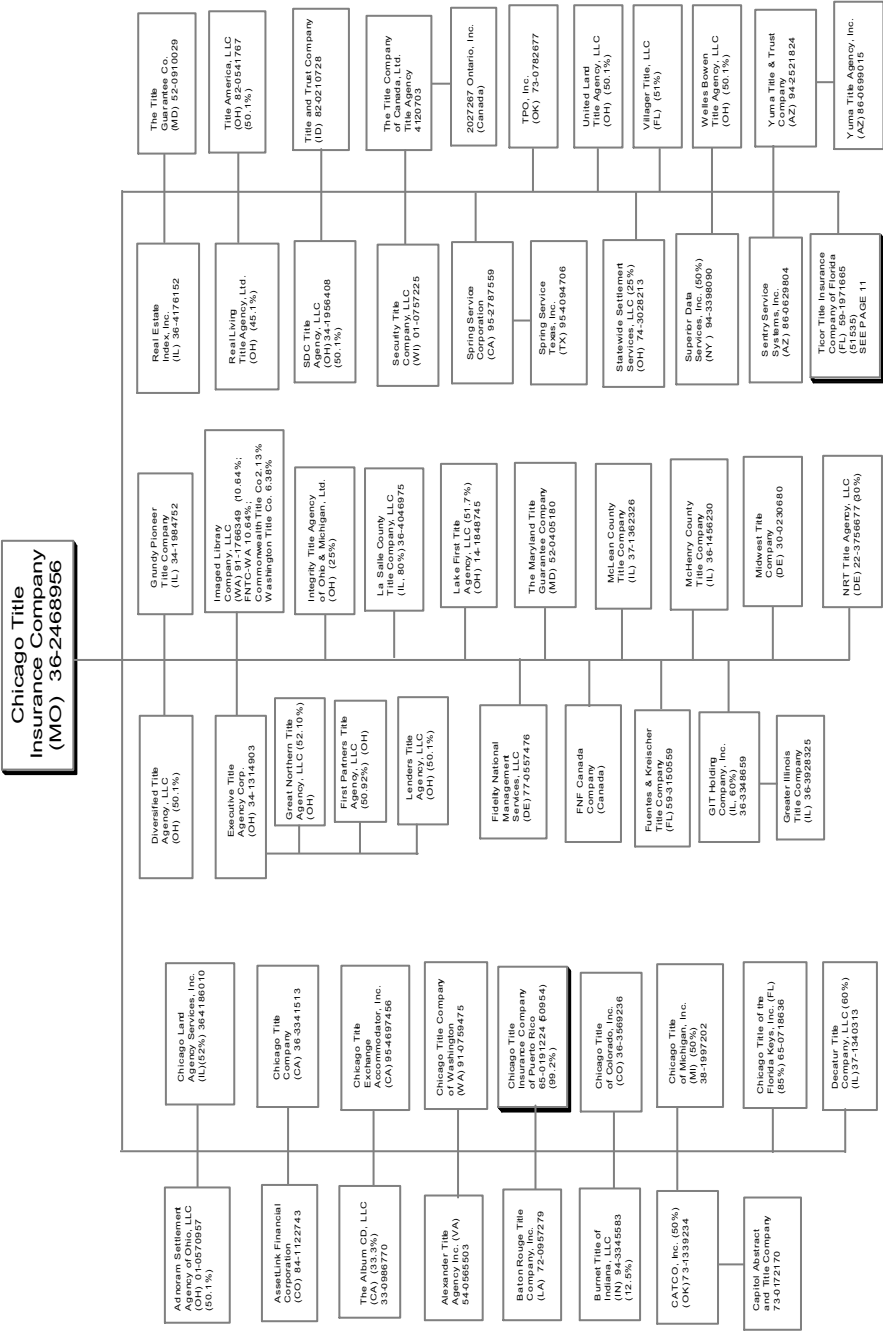 Chicago Title
Insurance Company
(MO) 36-2468956
Adnoram Settlement
Agency of Ohio, LLC
(OH) 01-0570957
(50.1%)
AssetLink Financial
Corporation
(CO) 84-1122743
The Album CD, LLC
(CA) (33.3%)
33-0986770
Alexander Title
Agency Inc. (VA)
54-0565503
Baton Rouge Title
Company, Inc.
(LA) 72-0957279
Burnet Title of
Indiana, LLC
(IN) 94-3345583
(12.5%)
CATCO, Inc. (50%)
(OK)73-1339234
Capitol Abstract
and Title Company
73-0172170
Chicago Land
Agency Services, Inc.
(IL)(52%) 364186010
Chicago Title
Company
(CA) 36-3341513
Chicago Title
Exchange
Accommodator, Inc.
(CA) 954697456
Chicago Title Company
of Washington
(WA) 91-0759475
Chicago Title
Insurance Company
of Puerto Rico
65-0191224 (50954)
(99.2%)
Chicago Title
of Colorado, Inc.
(CO) 36-3569236
Chicago Title
of Michigan, Inc.
(MI) (50%)
38-1997202
Chicago Title of the
Florida Keys, Inc. (FL)
(85%) 65-0718636
Decatur Title
Company, LLC (60%)
(IL)37-1340313
Diversified Title
Agency, LLC
(OH) (50.1%)
Executive Title
Agency Corp.
(OH) 34-1314903
Great Northern Title
Agency, LLC (52.10%)
(OH)
First Partners Title
Agency, LLC
(50.92%) (OH)
Lenders Title
Agency, LLC
(OH) (50.1%)
Fidelity National
Management
Services, LLC
(DE)77-0557476
FNF Canada
Company
(Canada)
Fuentes & Kreischer
Title Company
(FL) 59-3150559
GIT Holding
Company, Inc.
(IL, 60%)
36-3348659
Greater Illinois
Title Company
(IL) 36-3928325
Grundy Pioneer
Title Company
(IL) 34-1984752
Imaged Library
Company, LLC
(WA) 91-1766349 (10.64%;
FNTC-WA 10.64%;
Commonwealth Title Co2.13%
Washington Title Co. 6.38%
Integrity Title Agency
of Ohio & Michigan, Ltd.
(OH) (25%)
La Salle County
Title Company, LLC
(IL, 80%) 36-4046975
Lake First Title
Agency, LLC (51.7%)
(OH) 14-1848745
The Maryland Title
Guarantee Company
(MD) 52-0405180
McLean County
Title Company
(IL) 37-1362326
McHenry County
Title Company
(IL) 36-1456230
Midwest Title
Company
(DE) 30-0230680
NRT Title Agency, LLC
(DE) 22-3756677 (30%)
Real Estate
Index, Inc.
(IL) 36-4176152
Real Living
Title Agency, Ltd.
(OH) (45.1%)
SDC Title
Agency, LLC
(OH)34-1956408
(50.1%)
Security Title
Company, LLC
(WI) 01-0757225
Spring Service
Corporation
(CA) 95-2787559
Spring Service
Texas, Inc.
(TX) 95-4094706
Statewide Settlement
Services, LLC (25%)
(OH) 74-3028213
Superior Data
Services, Inc. (50%)
(NY ) 94-3398090
Sentry Service
Systems, Inc.
(AZ) 86-0629804
Ticor Title Insurance
Company of Florida
(FL) 59-1971665
(51535)
SEE PAGE 11
The Title
Guarantee Co.
(MD) 52-0910029
Title America, LLC
(OH) 82-0541767
(50.1%)
Title and Trust Company
(ID) 82-0210728
The Title Company
of Canada, Ltd.
Title Agency
4120703
2027267 Ontario, Inc.
(Canada)
TPO, Inc.
(OK) 73-0782677
United Land
Title Agency, LLC
(OH) (50.1%)
Villager Title, LLC
(FL) (51%)
Welles Bowen
Title Agency, LLC
(OH) (50.1%)
Yuma Title & Trust
Company
(AZ) 94-2521824
Yuma Title Agency, Inc.
(AZ) 86-0699015